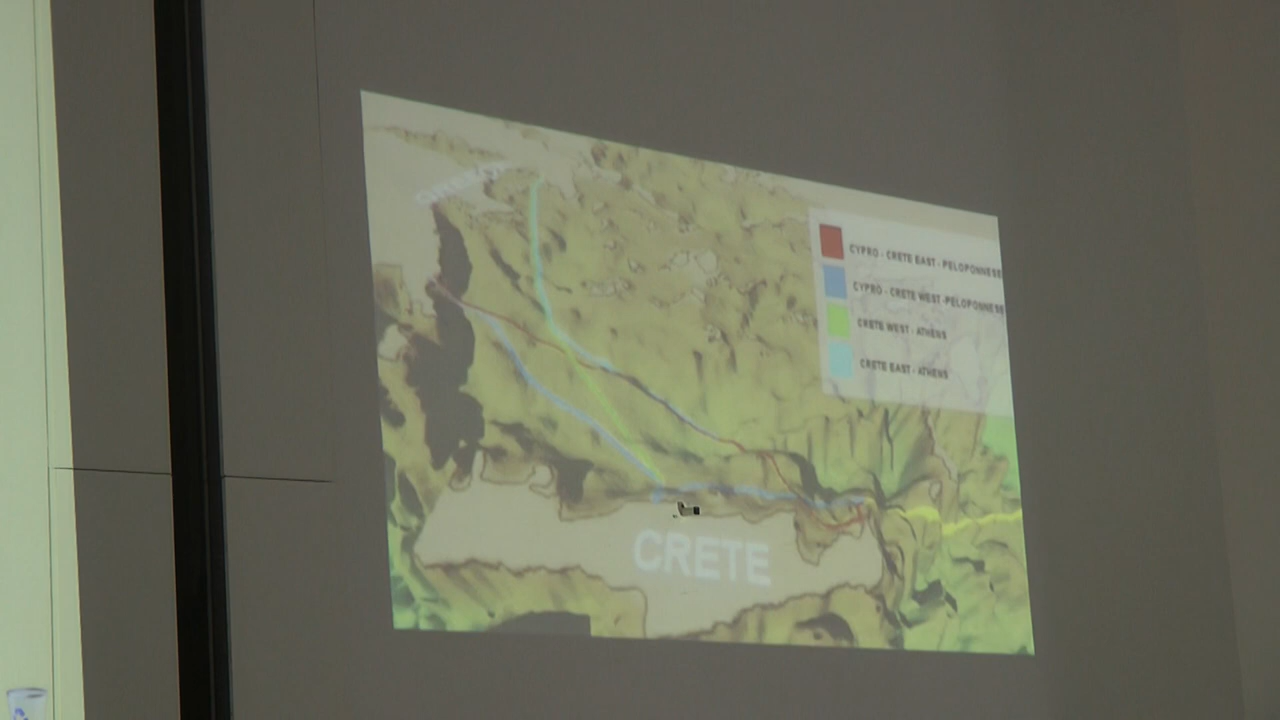 CYPRO - CRETE EAST - PELOPONNESE
CYPRO - CRETE WEST -PELOPONNESE
CRETE WEST - ATHENS
CRETE EAST - ATHENS
CRETE